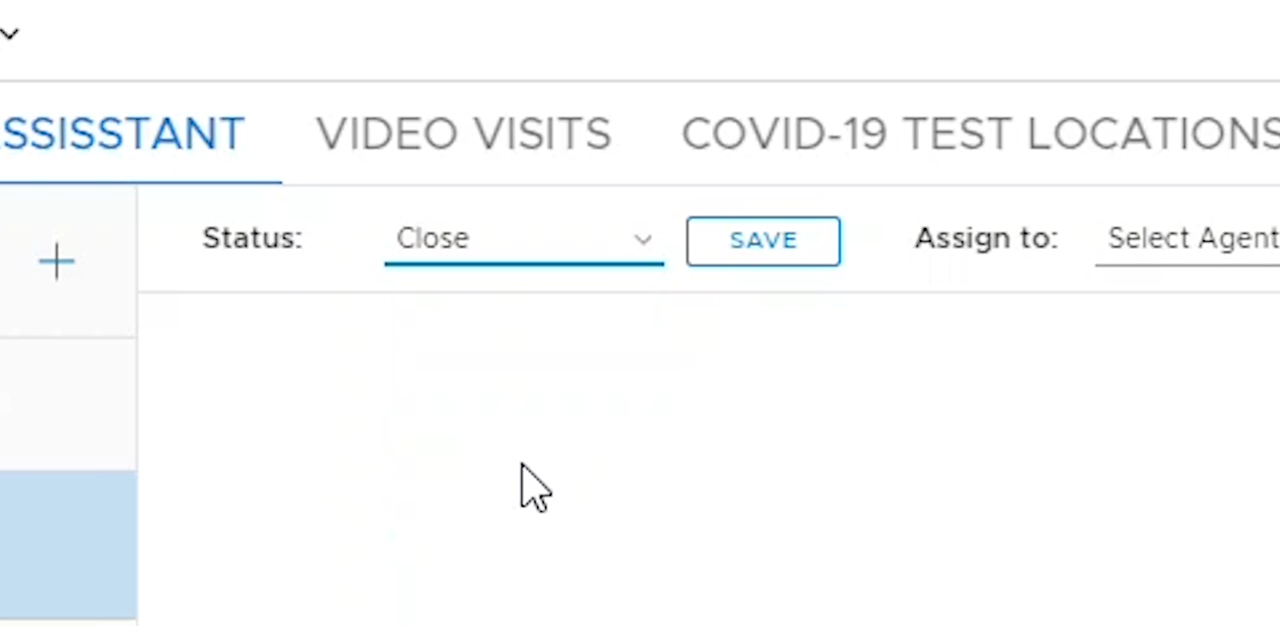 SSISSTANT VIDEO VISITS COVID-19 TEST LOCATIONS
Status: Close SAVE Assign to: Select Agent